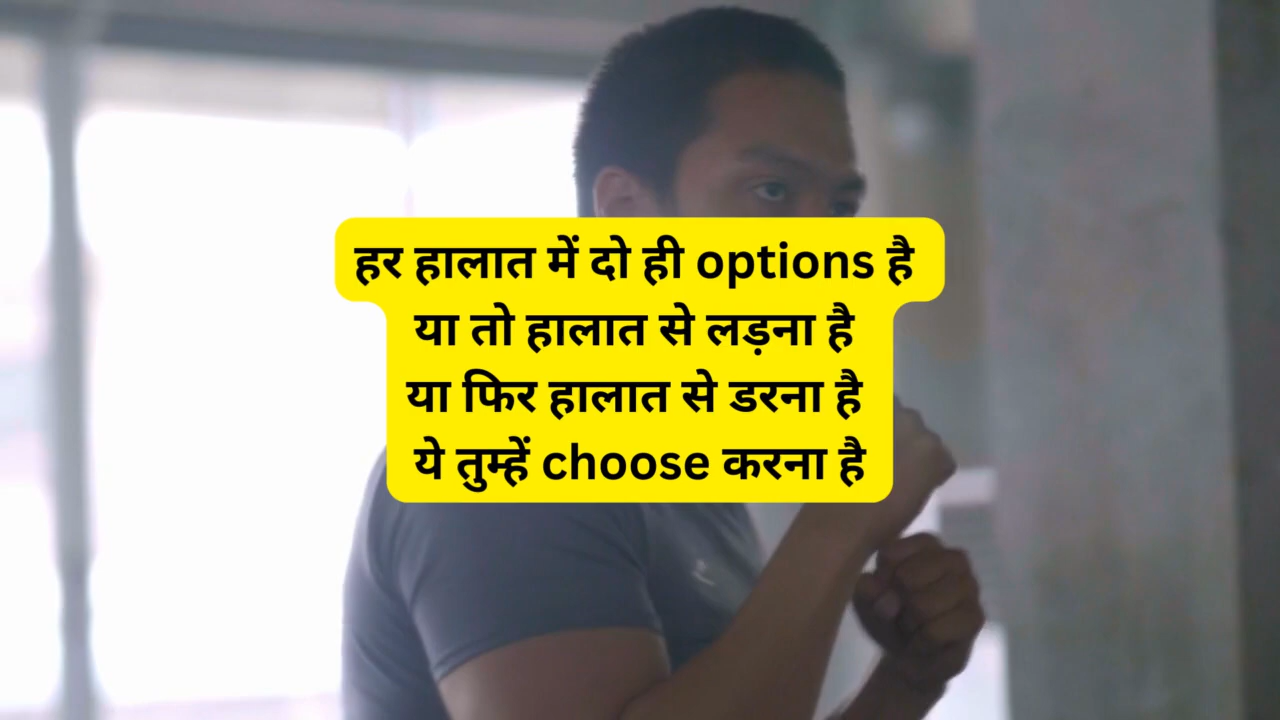 हर हालात में दो ही options है
या तो हालात से लड़ना है
या फिर हालात से डरना है
ये तुम्हें choose करना है